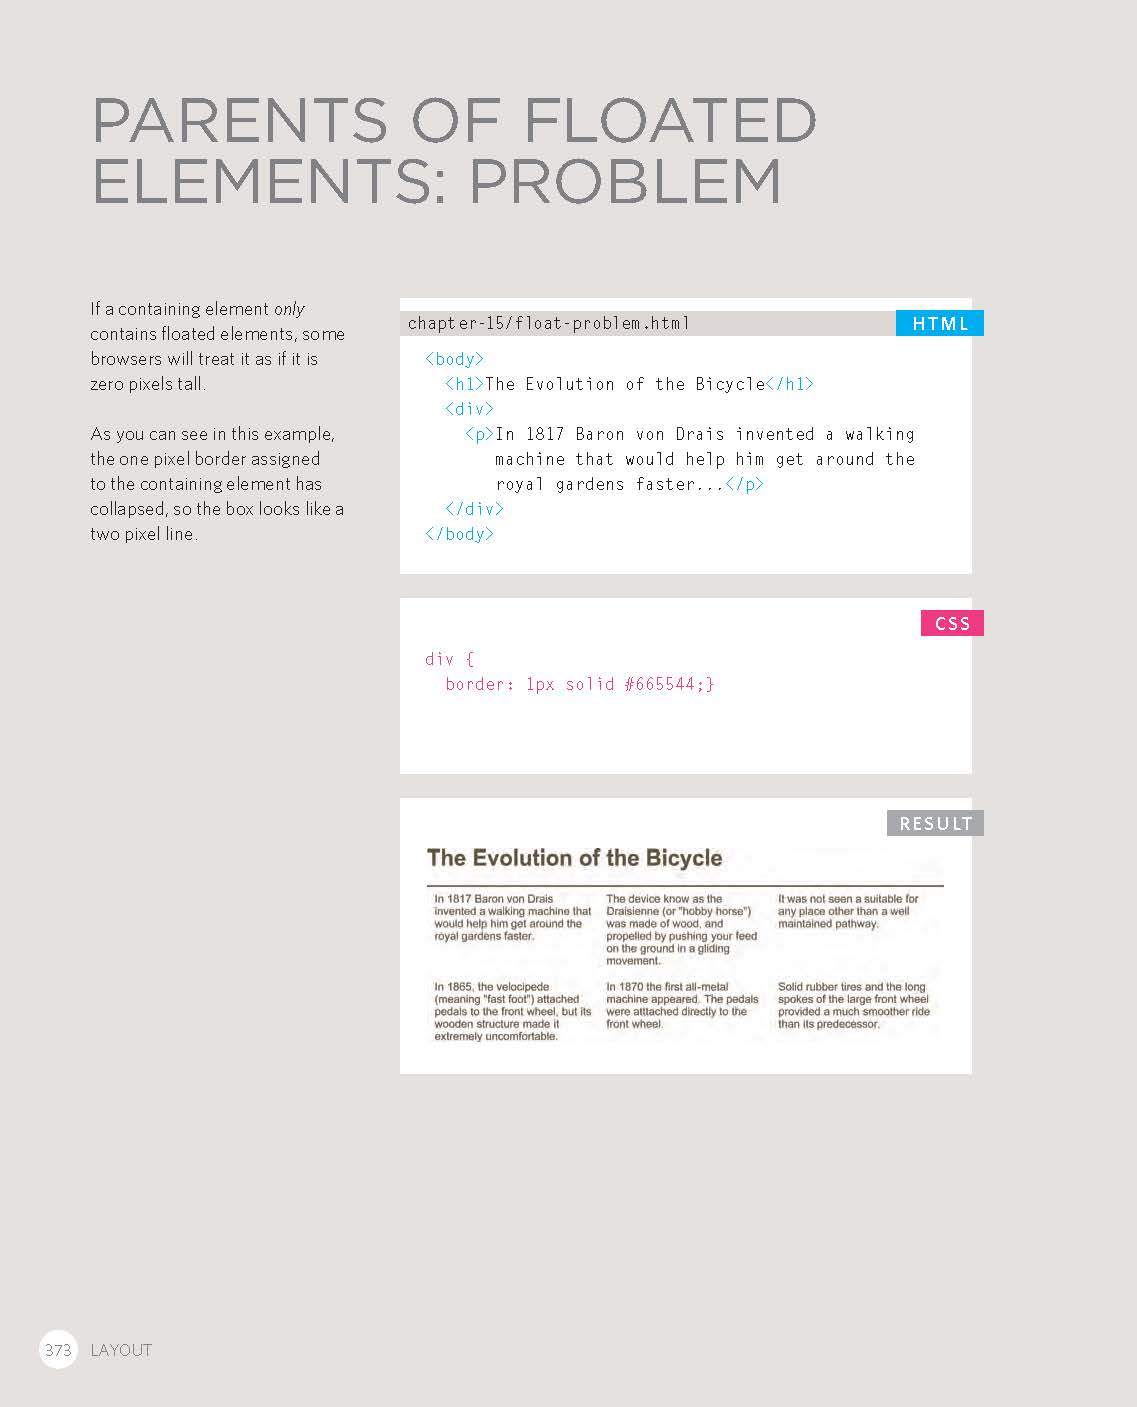 PARENTS OF FLOATED
ELEMENTS: PROBLEM
If a containing element only
contains floated elements, some
browsers will treat it as if it is
zero pixels tall.
As you can see in this example,
the one pixel border assigned
to the containing element has
collapsed, so the box looks like a
two pixel line.
chapter-15/float-problem.html
HTML
<body>
<h1>The Evolution of the Bicycle</h1>
<div>
<p>In 1817 Baron von Drais invented a walking
machine that would help him get around the
royal gardens faster...</p>
</div>
</body>
CSS
div {
border: 1px solid #665544;}
RESULT
The Evolution of the Bicycle
In 1817 Baron von Drais
invented a walking machine that
would help him get around the
royal gardens faster.
The device know as the
Draisienne (or "hobby horse")
was made of wood, and
propelled by pushing your feed
on the ground in a gliding
movement.
It was not seen a suitable for
any place other than a well
maintained pathway.
In 1865, the velocipede
(meaning "fast foot") attached
pedals to the front wheel, but its
wooden structure made it
extremely uncomfortable.
In 1870 the first all-metal
machine appeared. The pedals
were atttached directly to the
front wheel.
Solid rubber tires and the long
spokes of the large front wheel
provided a much smoother ride
than its predecessor.
373
LAYOUT